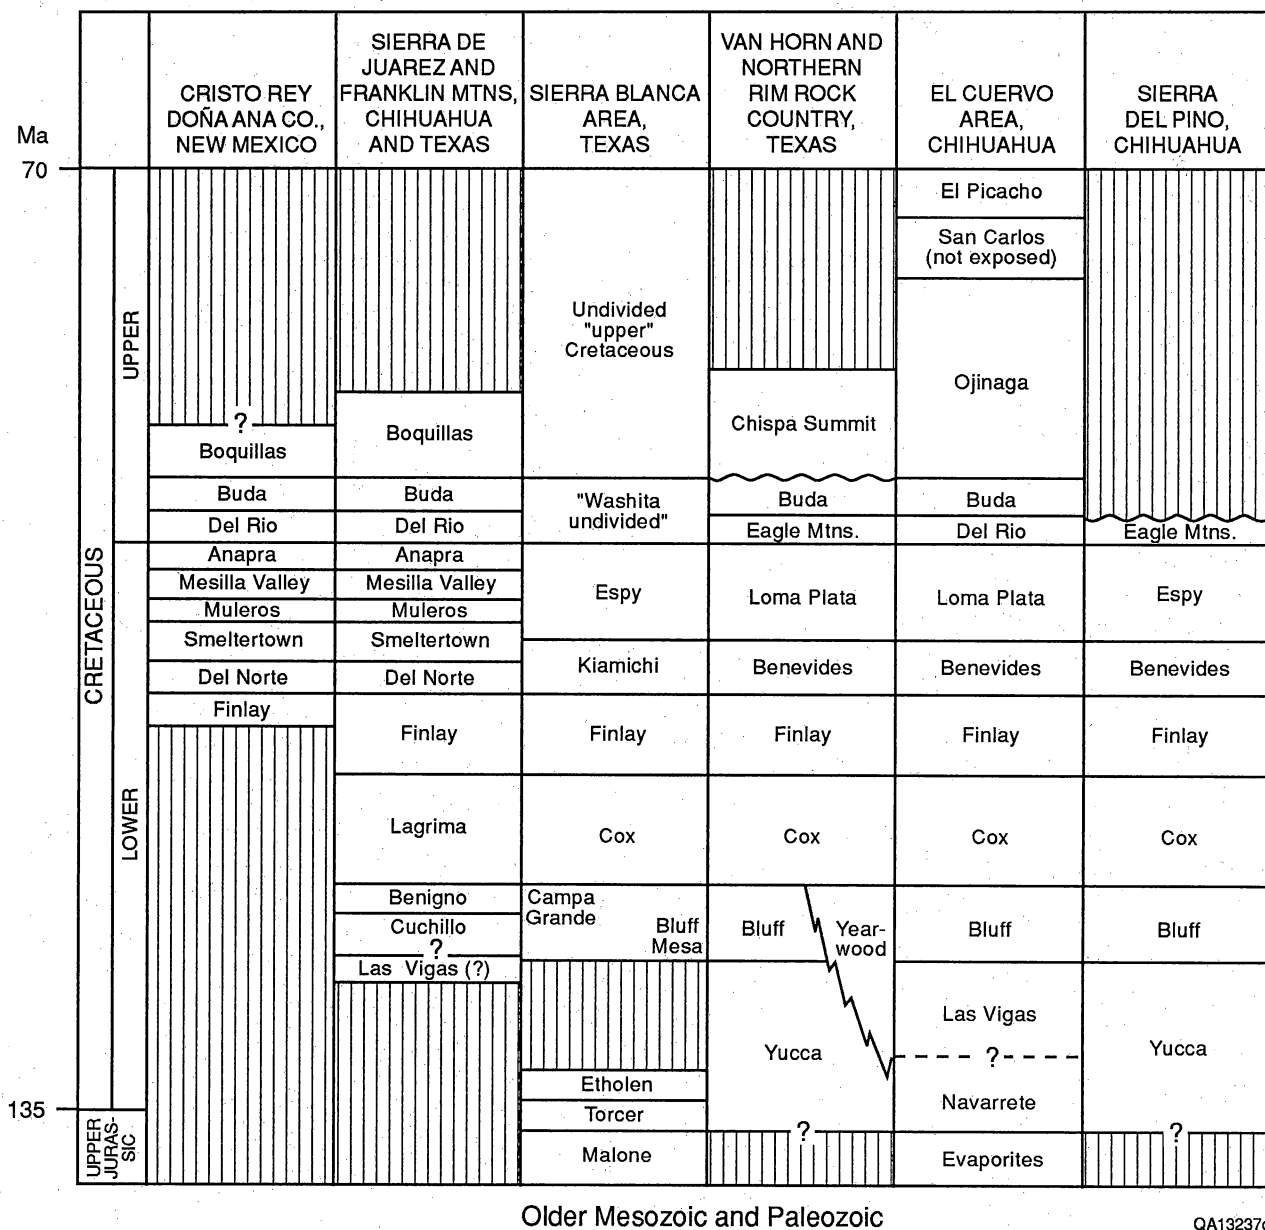 Ma
70
135
CRETACEOUS
UPPER
LOWER
UPPER
JURAS-
SIC
CRISTO REY
DOÑA ANA CO.,
NEW MEXICO
?
Boquillas
Buda
Del Rio
Anapra
Mesilla Valley
Muleros
Smeltertown
Del Norte
Finlay
SIERRA DE
JUAREZ AND
FRANKLIN MTNS,
CHIHUAHUA
AND TEXAS
Boquillas
Buda
Del Rio
Anapra
Mesilla Valley
Muleros
Smeltertown
Del Norte
Finlay
Lagrima
Benigno
Cuchillo
?
Las Vigas (?)
SIERRA BLANCA
AREA,
TEXAS
Undivided
"upper"
Cretaceous
"Washita
undivided"
Espy
Kiamichi
Finlay
Cox
Campa
Grande
Bluff
Mesa
Etholen
Torcer
Malone
VAN HORN AND
NORTHERN
RIM ROCK
COUNTRY,
TEXAS
Chispa Summit
Buda
Eagle Mtns.
Loma Plata
Benevides
Finlay
Cox
Bluff
Year-
wood
Yucca
?
EL CUERVO
AREA,
CHIHUAHUA
El Picacho
San Carlos
(not exposed)
Ojinaga
Buda
Del Rio
Loma Plata
Benevides
Finlay
Cox
Bluff
Las Vigas
?
Navarrete
Evaporites
SIERRA
DEL PINO,
CHIHUAHUA
Eagle Mtns.
Espy
Benevides
Finlay
Cox
Bluff
Yucca
?
Older Mesozoic and Paleozoic
QA13237c